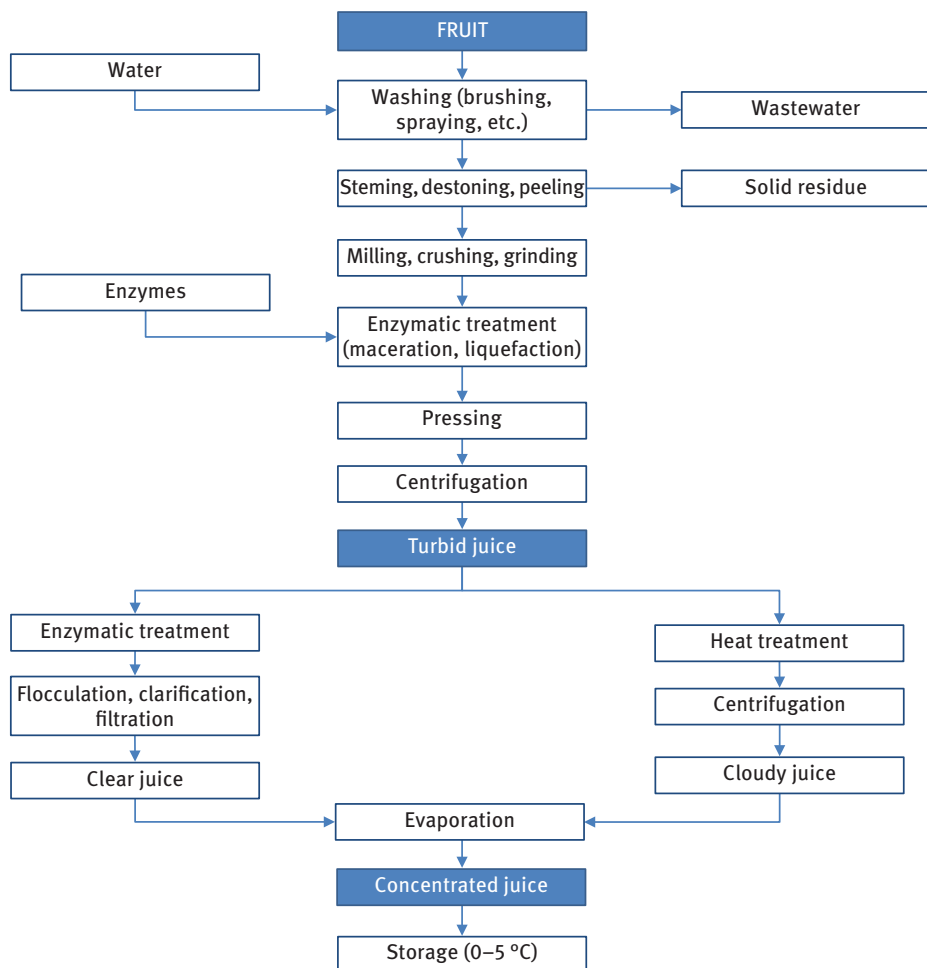 FRUIT
Water
Washing (brushing,
spraying, etc.)
Wastewater
Steming, destoning, peeling
Solid residue
Milling, crushing, grinding
Enzymes
Enzymatic treatment
(maceration, liquefaction)
Pressing
Centrifugation
Turbid juice
Enzymatic treatment
Flocculation, clarification,
filtration
Clear juice
Heat treatment
Centrifugation
Cloudy juice
Evaporation
Concentrated juice
Storage (0–5 °C)